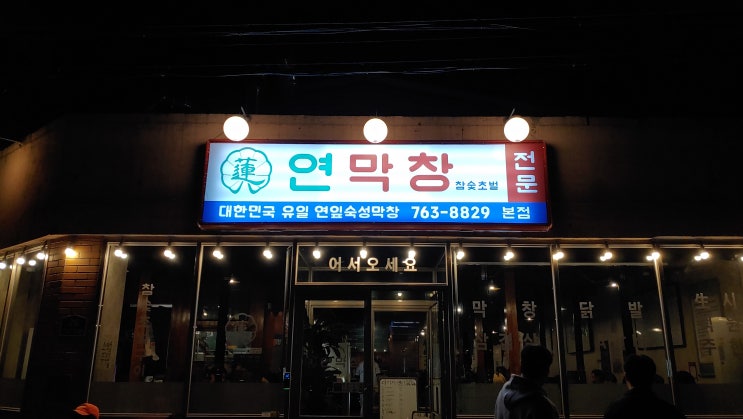 蓮 연막창 참숯초벌 전문
대한민국 유일 연잎숙성막창 763-8829 본점
어서오세요
참
막창닭발